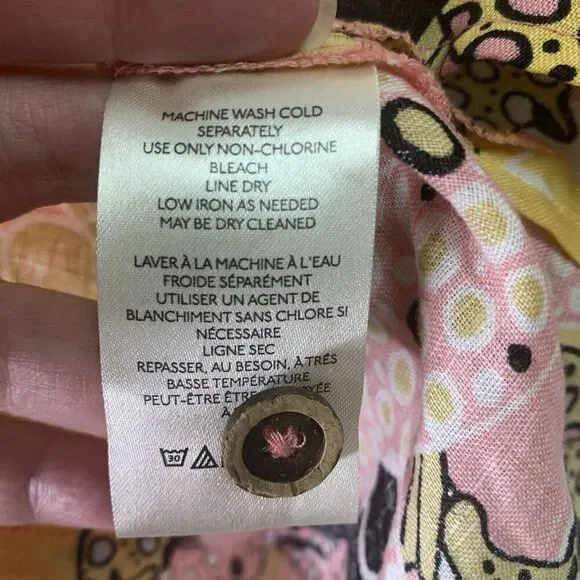 MACHINE WASH COLD
SEPARATELY
USE ONLY NON-CHLORINE
BLEACH
LINE DRY
LOW IRON AS NEEDED
MAY BE DRY CLEANED
LAVER À LA MACHINE À L'EAU
FROIDE SÉPARÉMENT
UTILISER UN AGENT DE
BLANCHIMENT SANS CHLORE SI
NÉCESSAIRE
LIGNE SEC
REPASSER, AU BESOIN, À TRÉS
BASSE TEMPÉRATURE
PEUT-ÊTRE
30